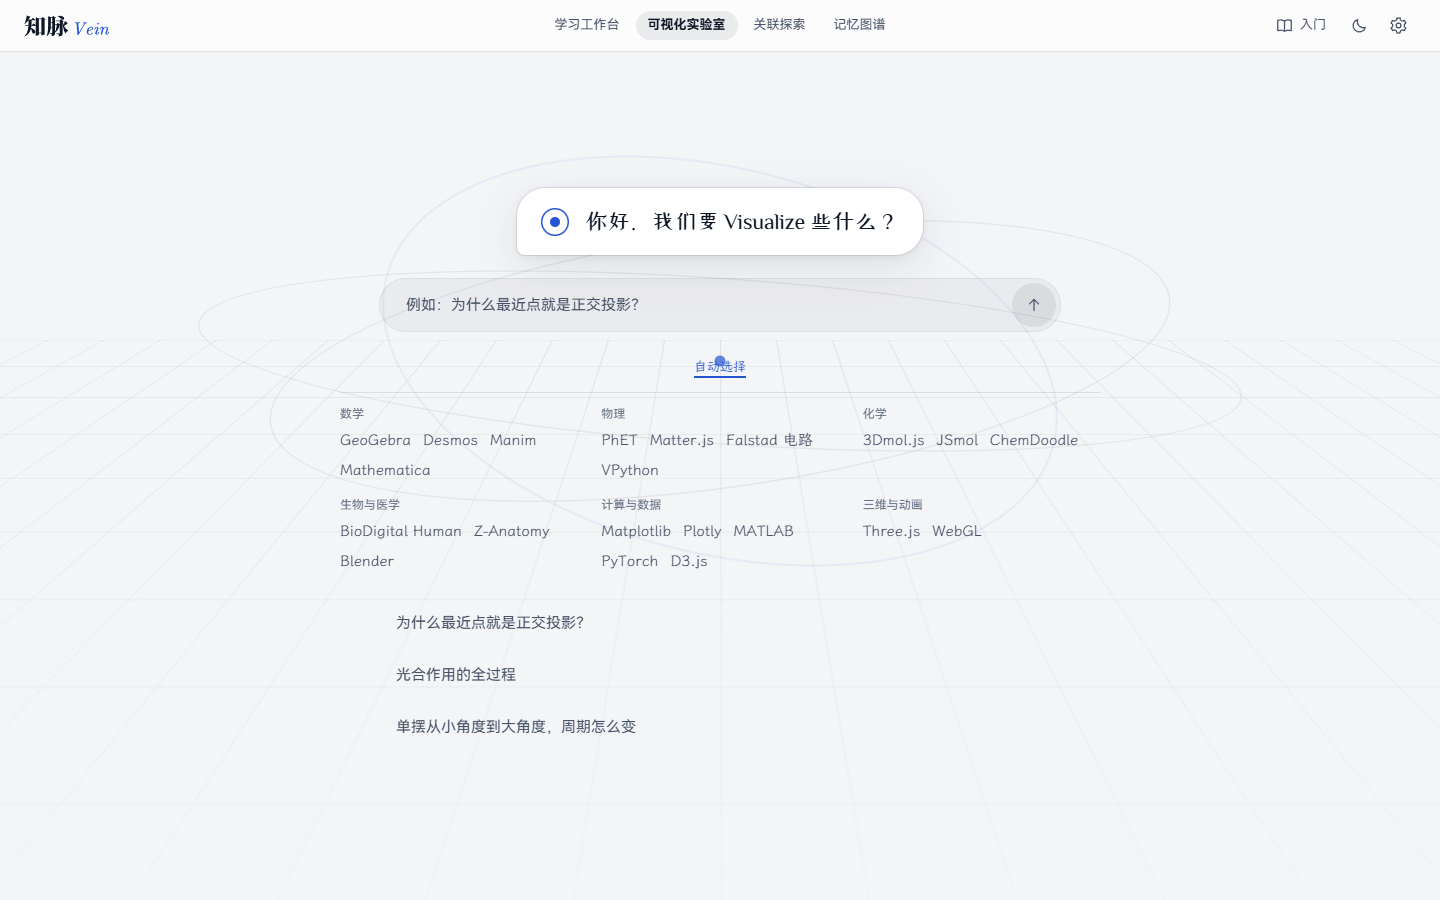 知脉 Vein
学习工作台 可视化实验室 关联探索 记忆图谱
入门
你好．我们要 Visualize 些什么？
例如：为什么最近点就是正交投影？
自动选择
数学
GeoGebra Desmos Manim
Mathematica
物理
PhET Matter.js Falstad 电路
VPython
化学
3Dmol.js JSmol ChemDoodle
生物与医学
BioDigital Human Z-Anatomy
Blender
计算与数据
Matplotlib Plotly MATLAB
PyTorch D3.js
三维与动画
Three.js WebGL
为什么最近点就是正交投影？
光合作用的全过程
单摆从小角度到大角度，周期怎么变